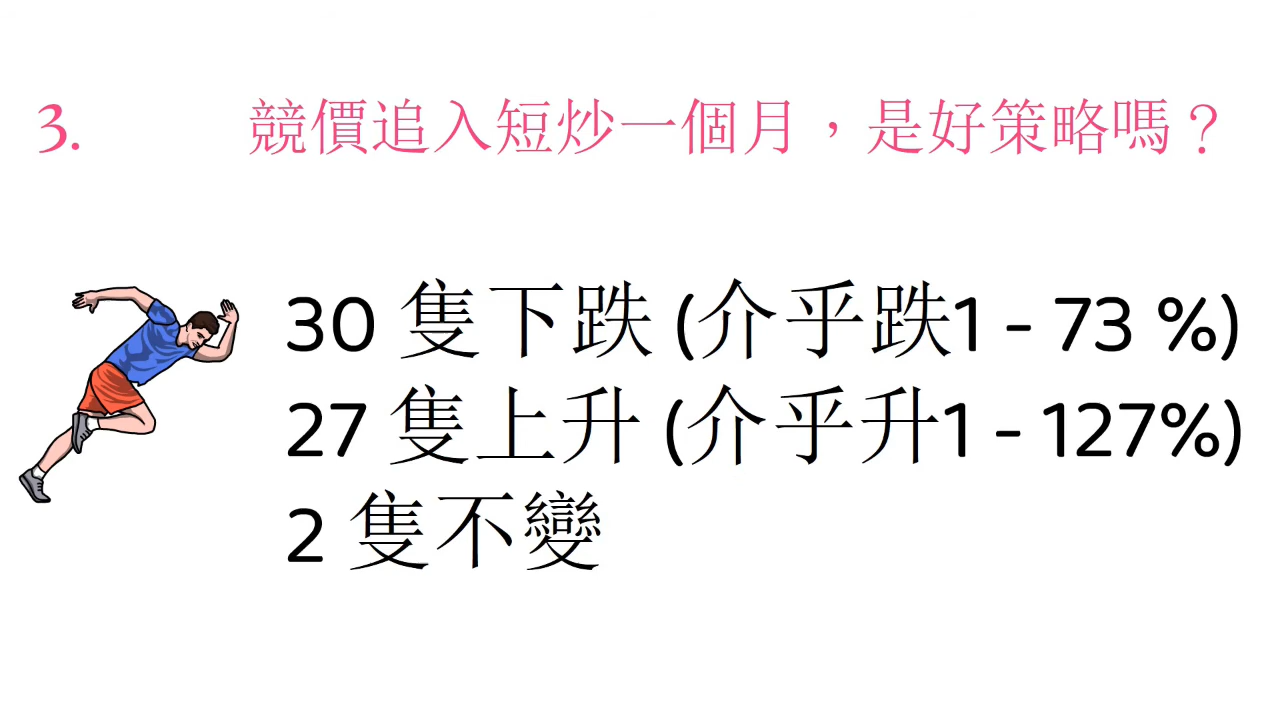 3. 競價追入短炒一個月，是好策略嗎？
30 隻下跌 (介乎跌1 - 73 %)
27 隻上升 (介乎升1 - 127%)
2 隻不變